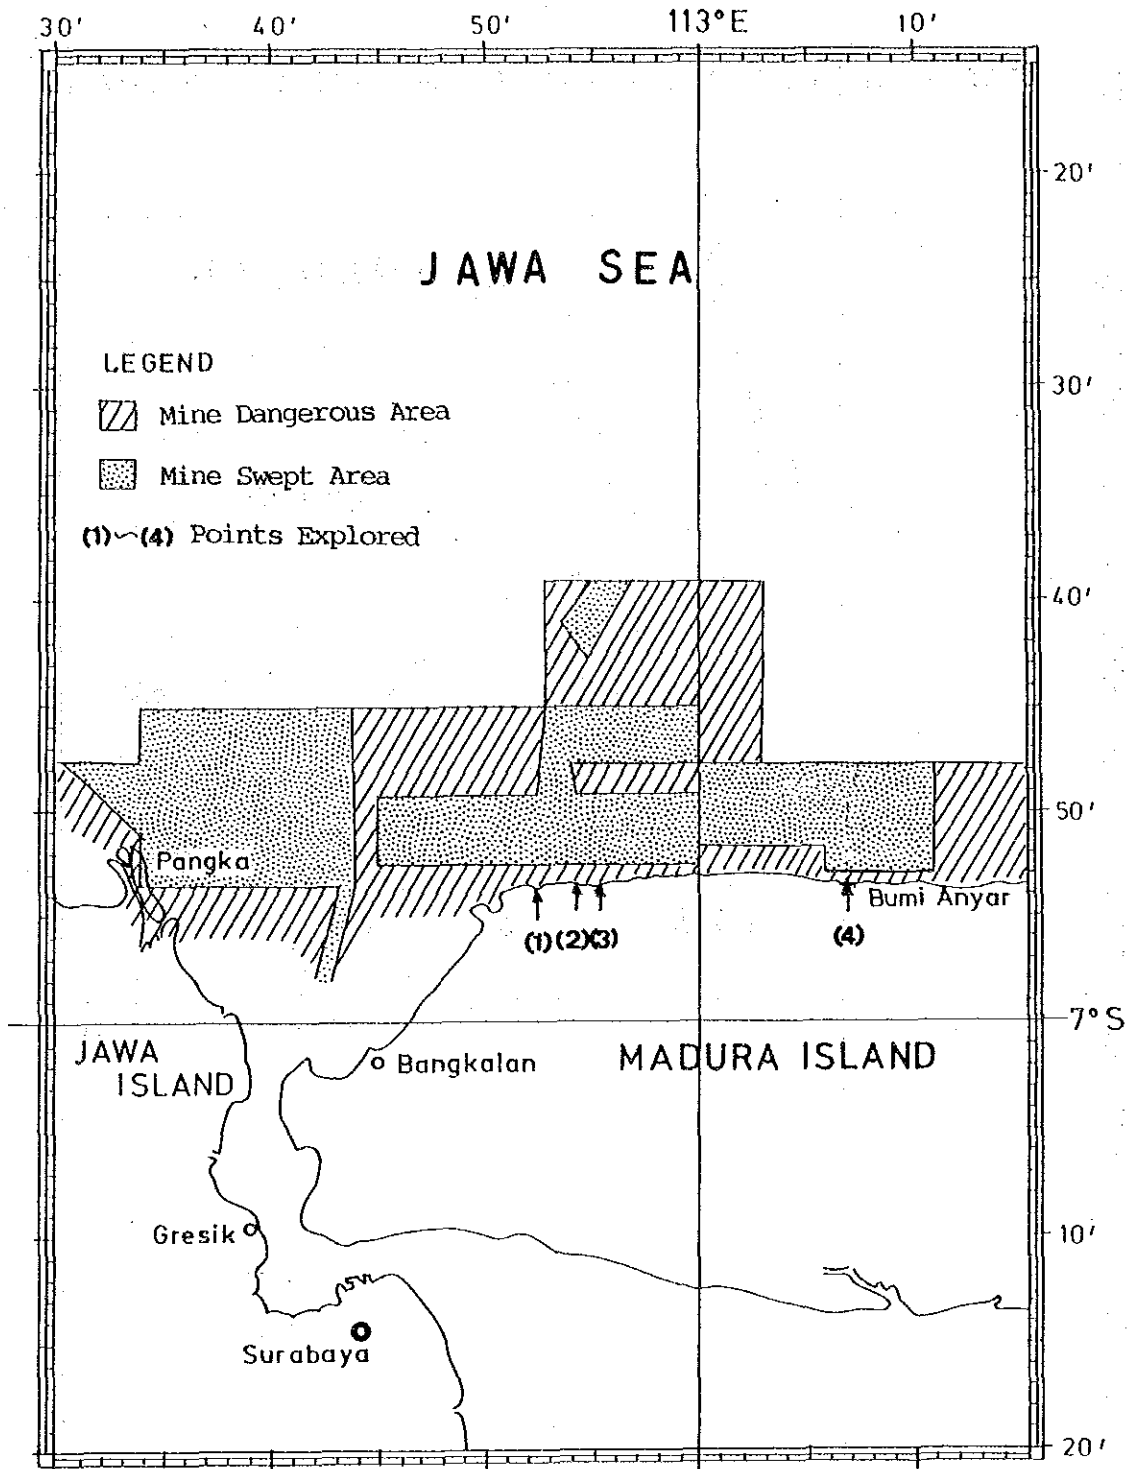 30' 40' 50' 113°E 10'
20'
JAWA SEA
LEGEND
30'
Mine Dangerous Area
Mine Swept Area
(1)~(4) Points Explored
40'
50'
Pangka
Bumi Anyar
(1) (2) (3) (4)
7°S
JAWA
ISLAND
Bangkalan
MADURA ISLAND
Gresik
10'
Surabaya
20'